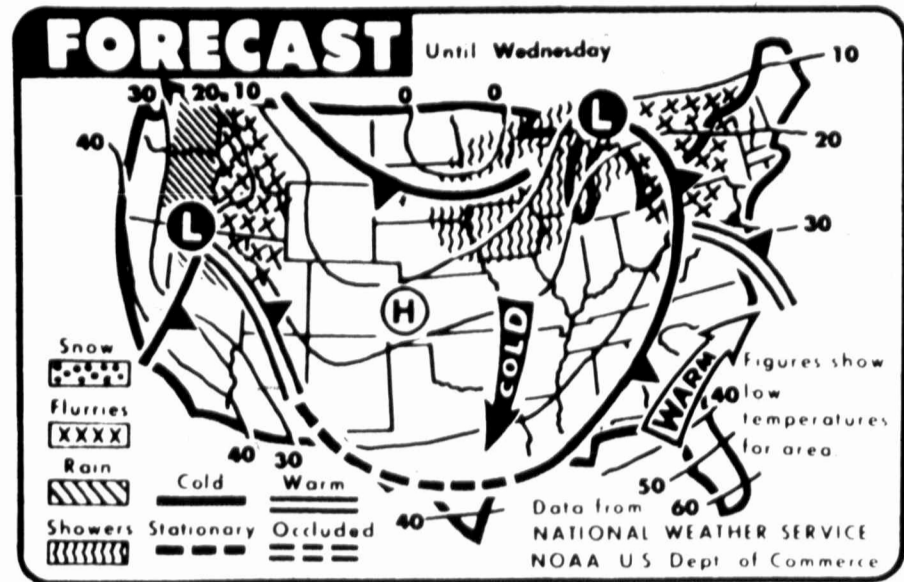 FORECAST
Until Wednesday
30 20 10 0 0 10
40 20
L
L
30
H
COLD
WARM
Snow
Flurries
XXXX
Rain
Showers
Cold Warm
Stationary Occluded
40 30
40
40
50
60
Figures show
low
temperatures
for area.
Data from
NATIONAL WEATHER SERVICE
NOAA US Dept of Commerce